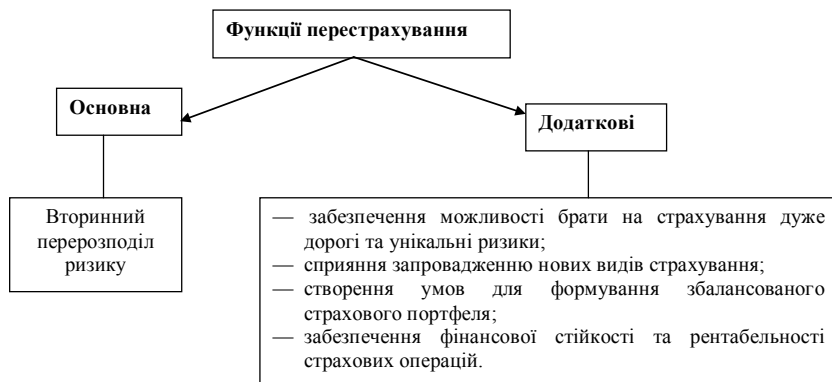 Функції перестрахування
Основна
Додаткові
Вторинний
перерозподіл
ризику
— забезпечення можливості брати на страхування дуже
дорогі та унікальні ризики;
— сприяння запровадженню нових видів страхування;
— створення умов для формування збалансованого
страхового портфеля;
— забезпечення фінансової стійкості та рентабельності
страхових операцій.